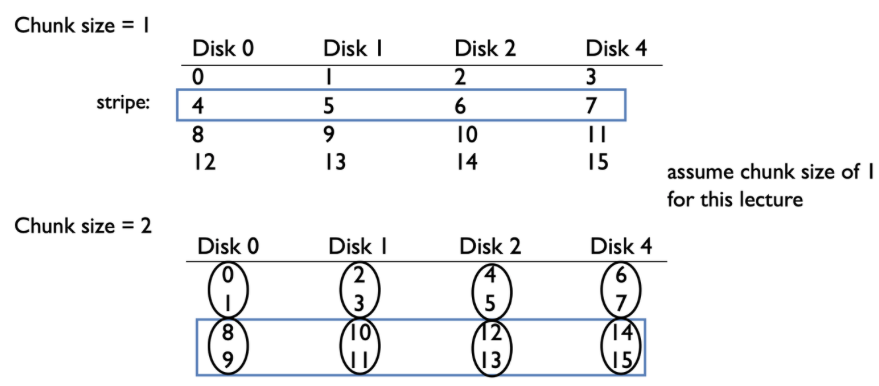 Chunk size = 1
Disk 0 Disk 1 Disk 2 Disk 4
0 1 2 3
stripe: 4 5 6 7
8 9 10 11
12 13 14 15
assume chunk size of 1
for this lecture
Chunk size = 2
Disk 0 Disk 1 Disk 2 Disk 4
0 2 4 6
1 3 5 7
8 10 12 14
9 11 13 15